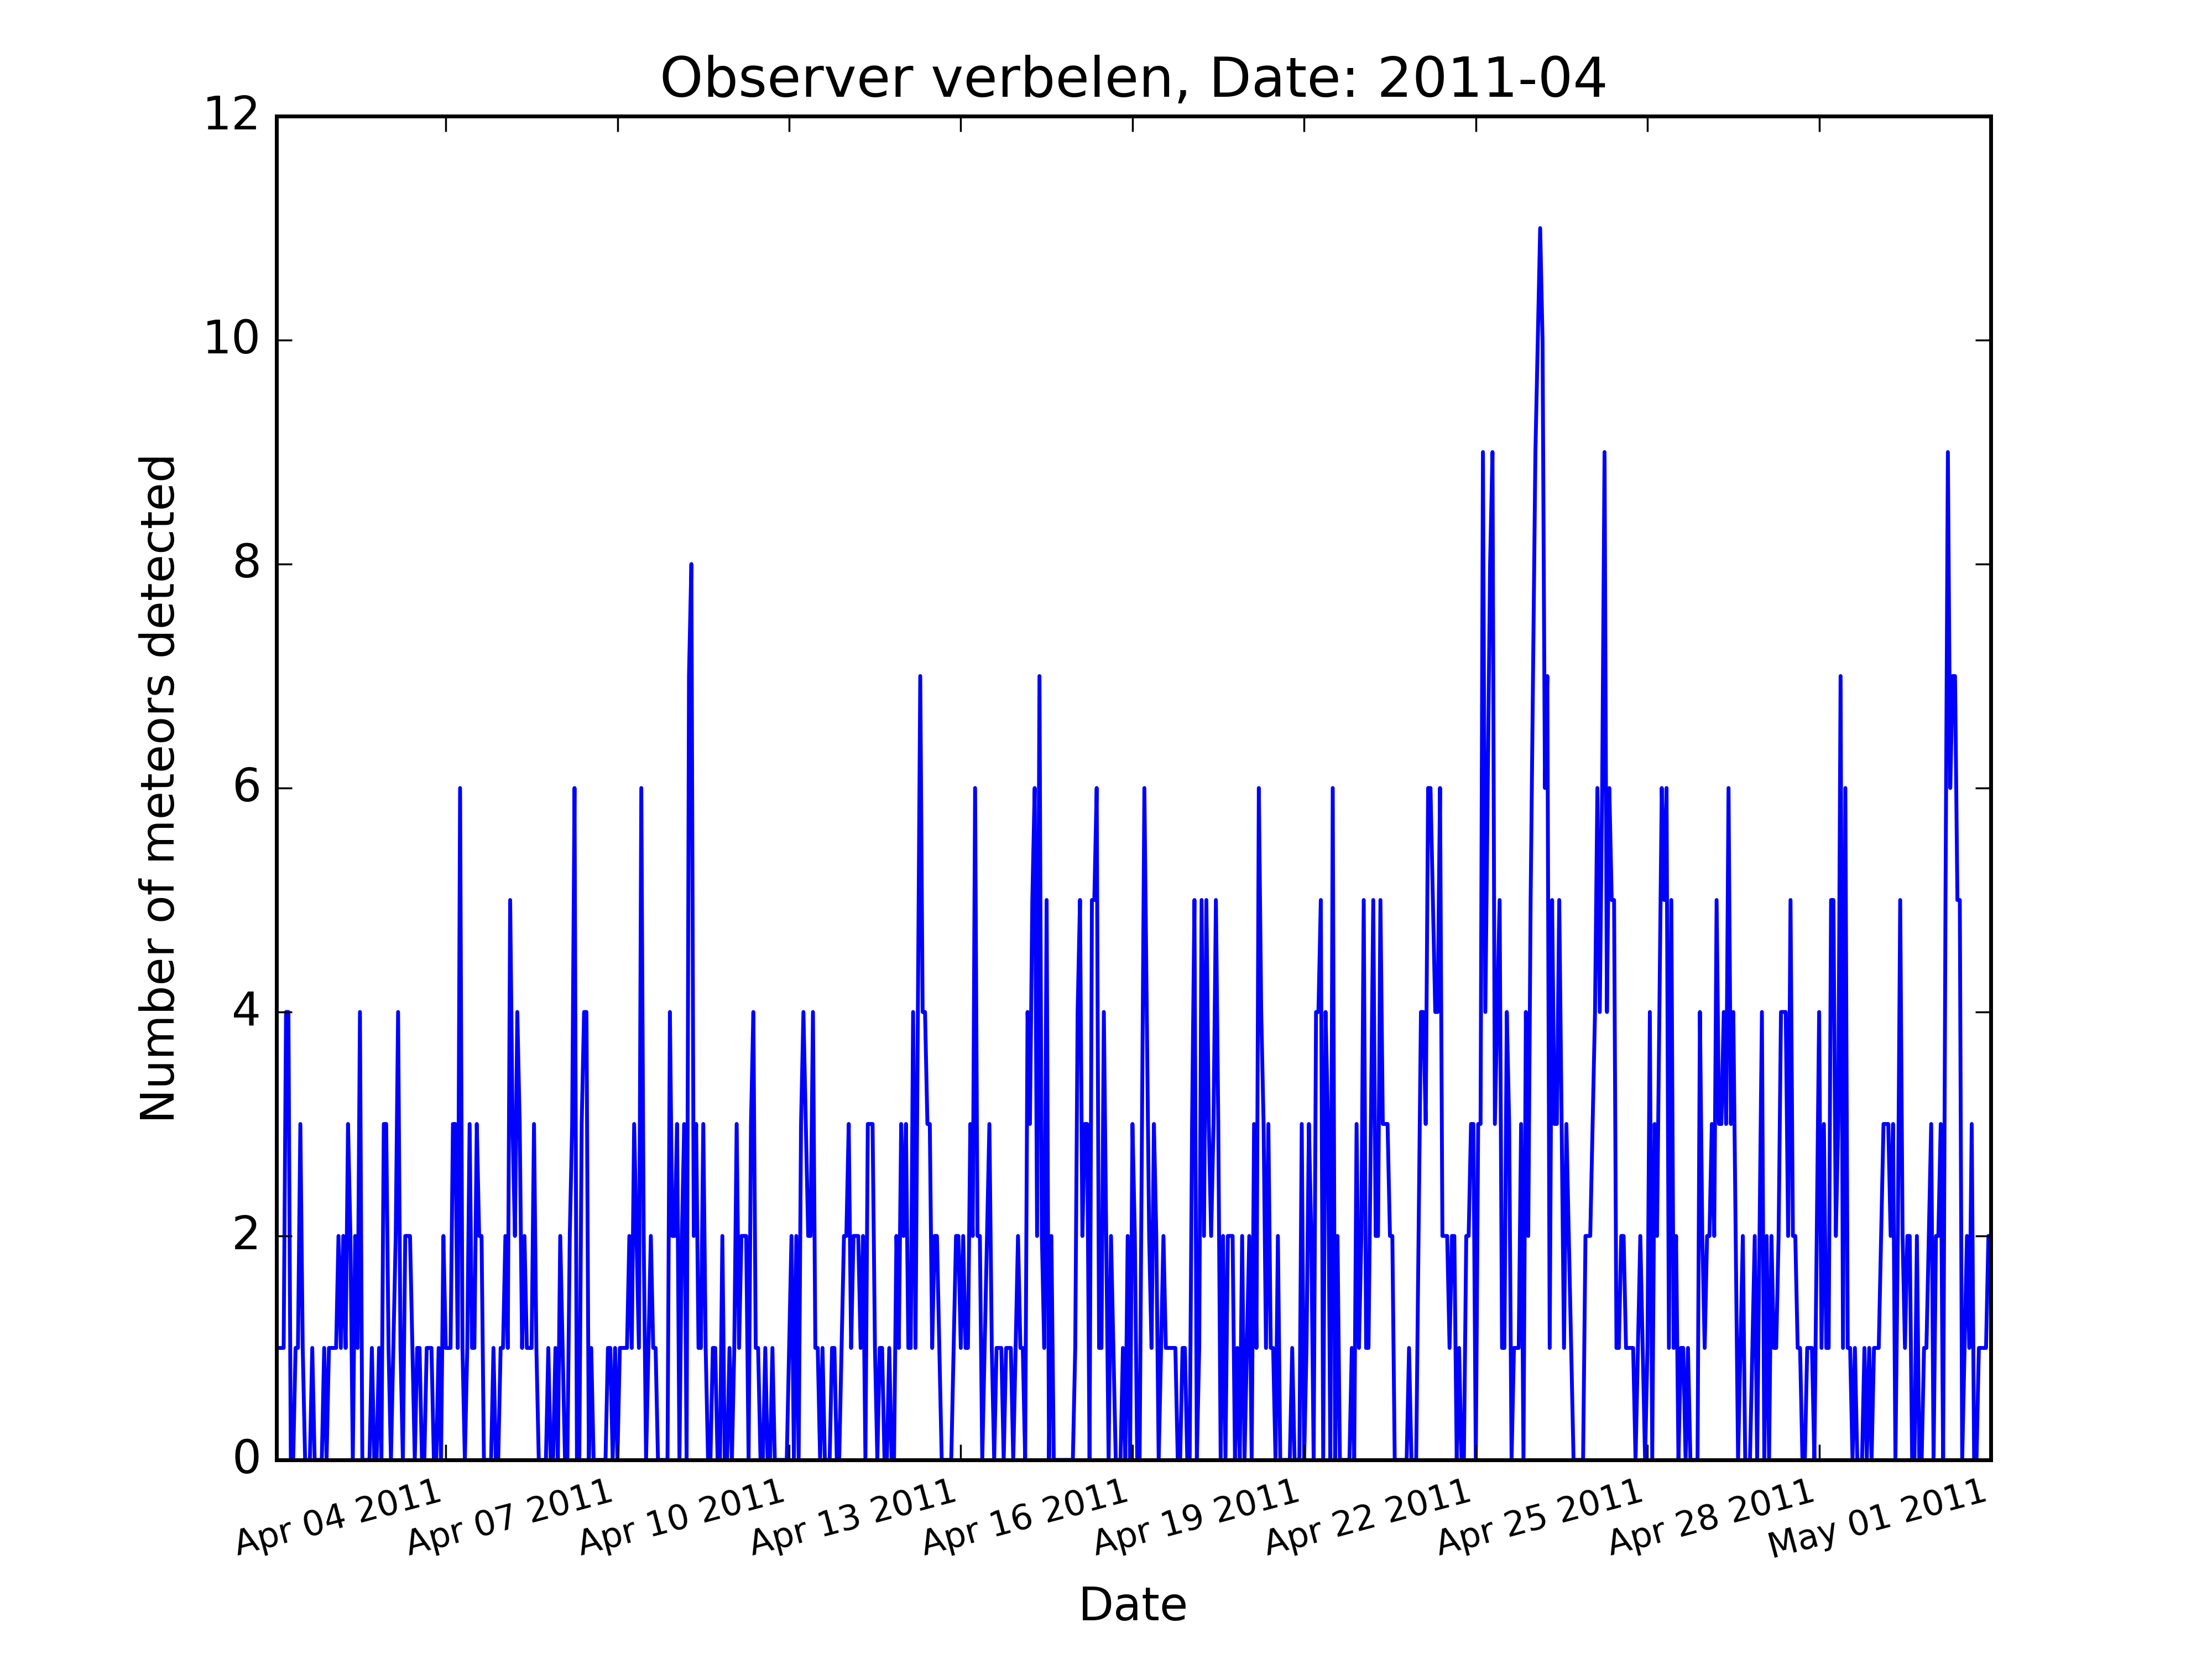 Observer verbelen, Date: 2011-04
12
10
8
6
4
2
0
Number of meteors detected
Apr 04 2011
Apr 07 2011
Apr 10 2011
Apr 13 2011
Apr 16 2011
Apr 19 2011
Apr 22 2011
Apr 25 2011
Apr 28 2011
May 01 2011
Date